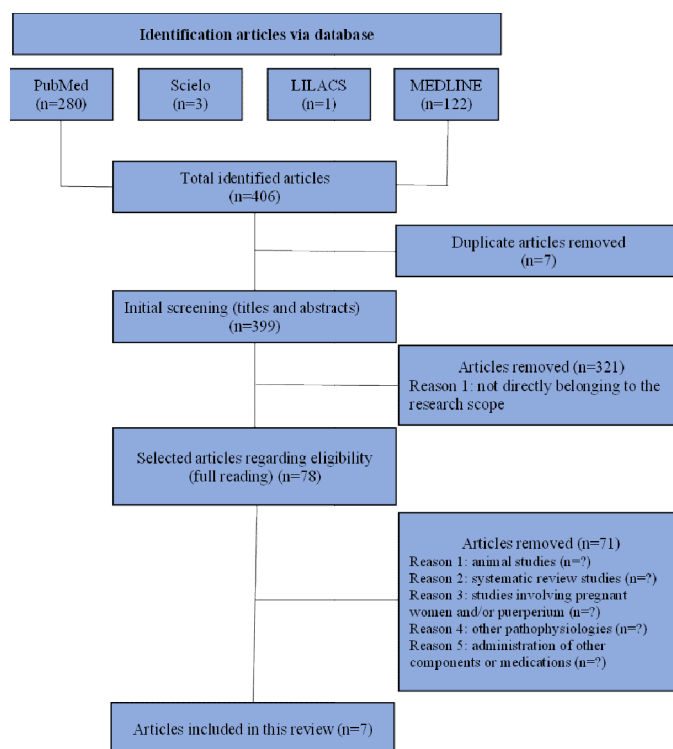 Identification articles via database
PubMed
(n=280)
Scielo
(n=3)
LILACS
(n=1)
MEDLINE
(n=122)
Total identified articles
(n=406)
Duplicate articles removed
(n=7)
Initial screening (titles and abstracts)
(n=399)
Articles removed (n=321)
Reason 1: not directly belonging to the
research scope
Selected articles regarding eligibility
(full reading) (n=78)
Articles removed (n=71)
Reason 1: animal studies (n=?)
Reason 2: systematic review studies (n=?)
Reason 3: studies involving pregnant
women and/or puerperium (n=?)
Reason 4: other pathophysiologies (n=?)
Reason 5: administration of other
components or medications (n=?)
Articles included in this review (n=7)